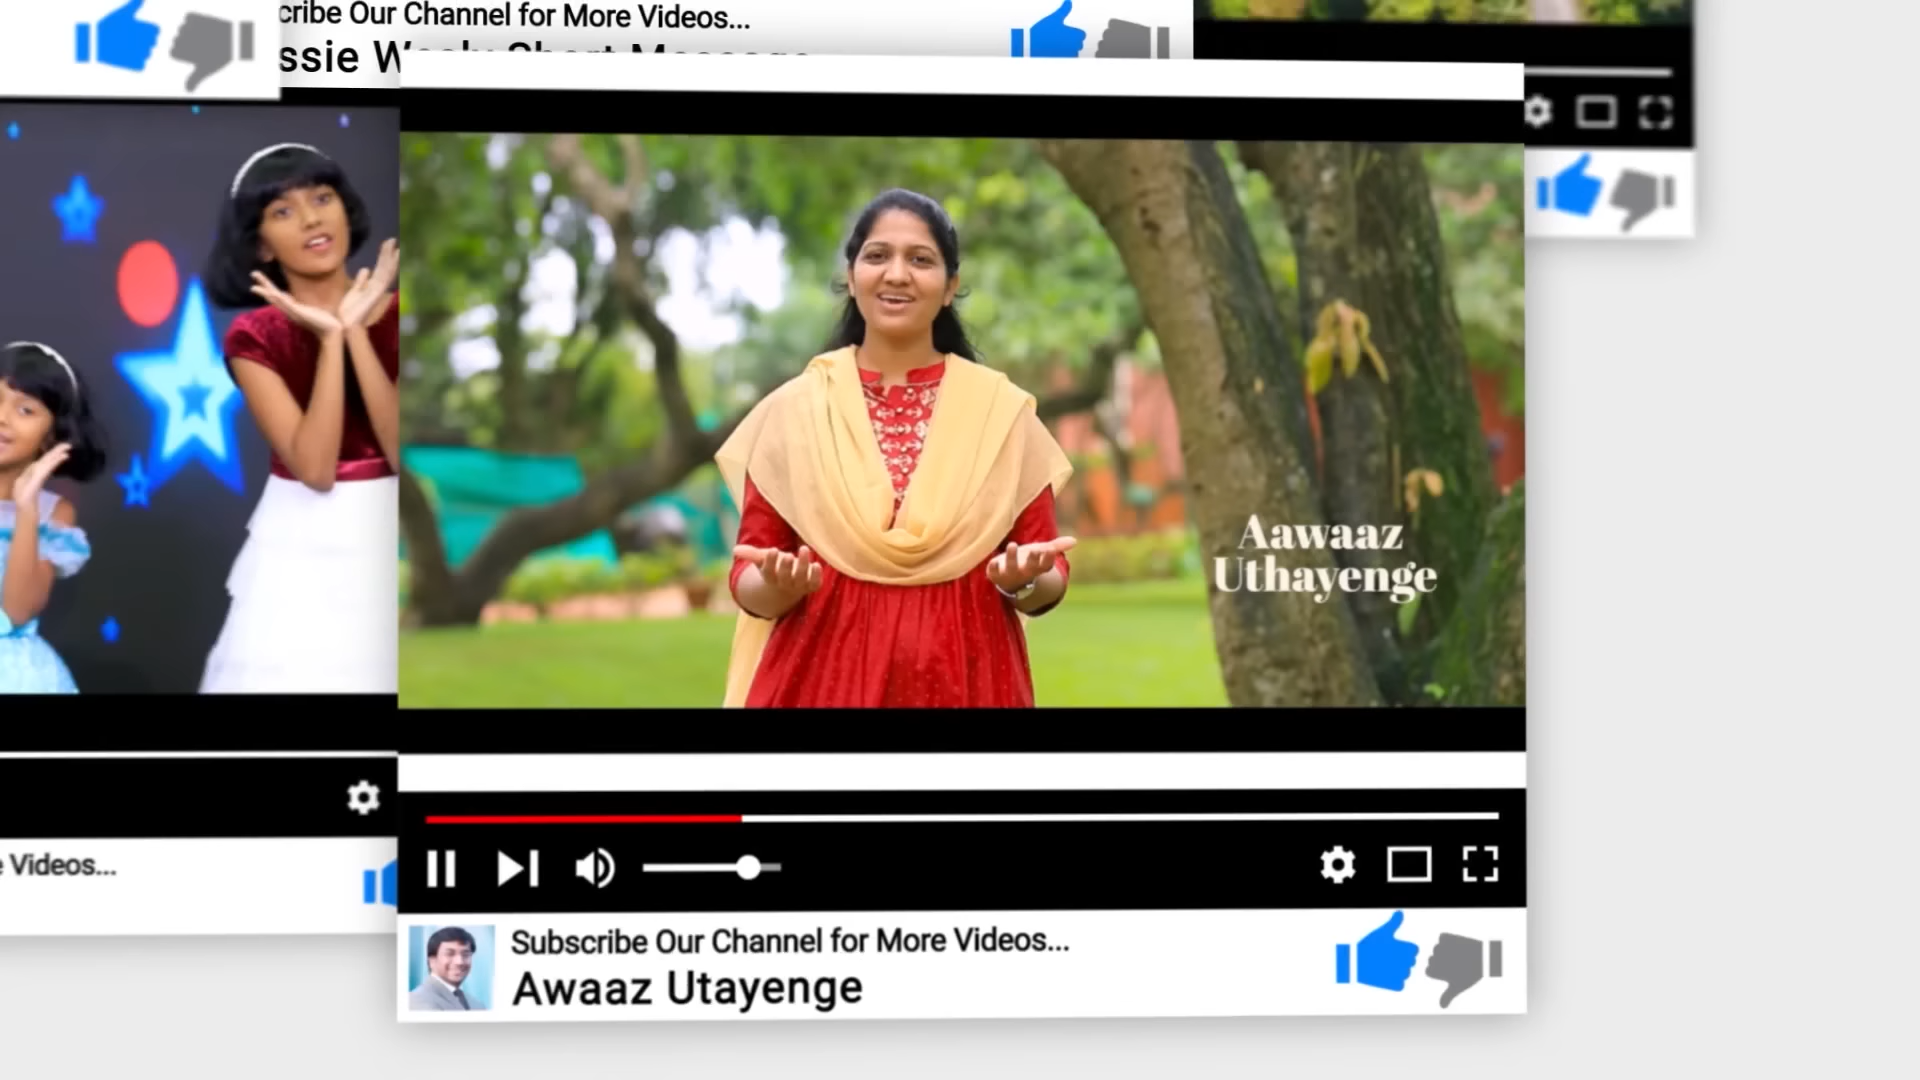 cribe Our Channel for More Videos...
ssie
Aawaaz
Uthayenge
Videos...
Subscribe Our Channel for More Videos...
Awaaz Utayenge